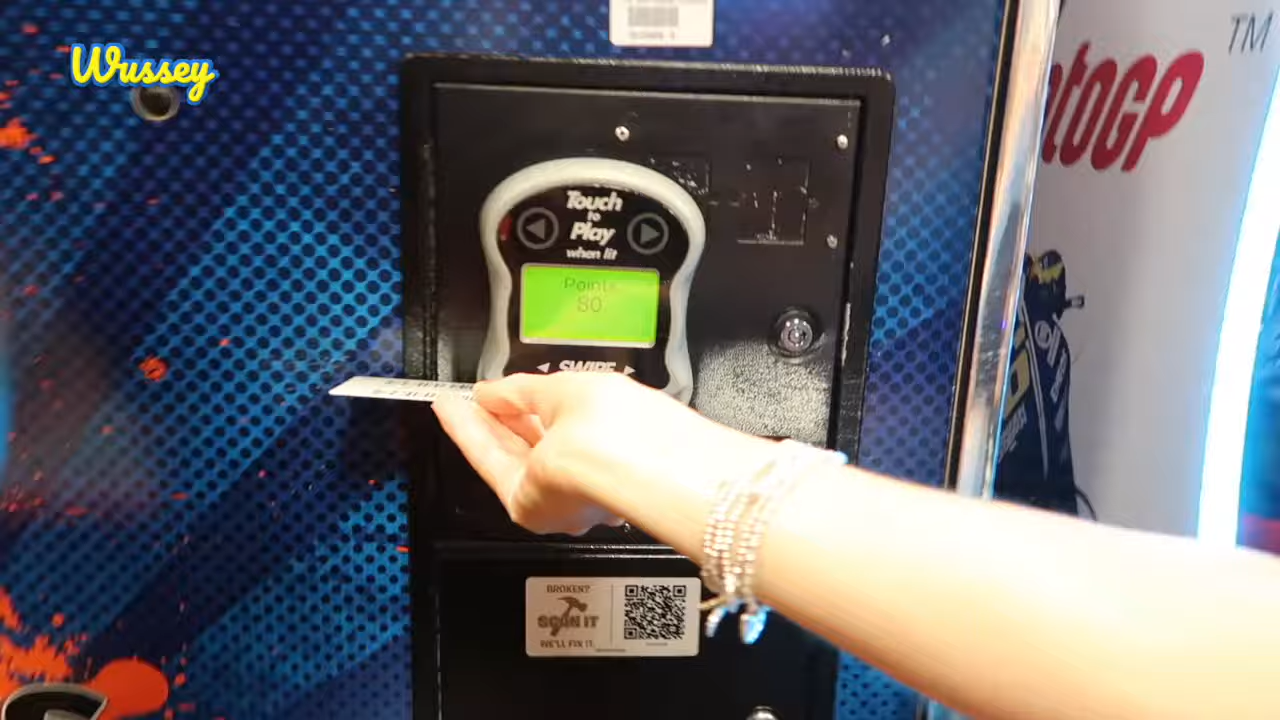 Wussey
TM
otoGP
Touch
to
Play
when lit
Points
80
SWIPE
BROKEN?
SCAN IT
WE'LL FIX IT.